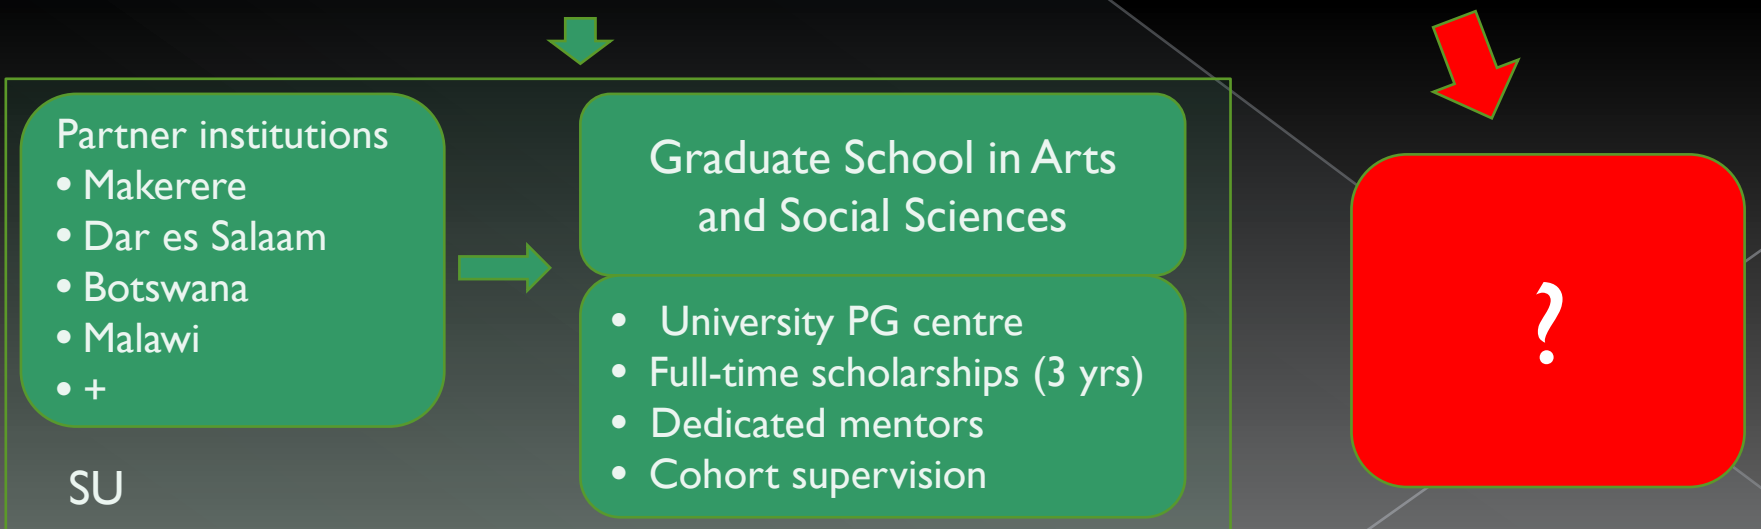 Partner institutions
• Makerere
• Dar es Salaam
• Botswana
• Malawi
• +
SU
Graduate School in Arts
and Social Sciences
• University PG centre
• Full-time scholarships (3 yrs)
• Dedicated mentors
• Cohort supervision
?